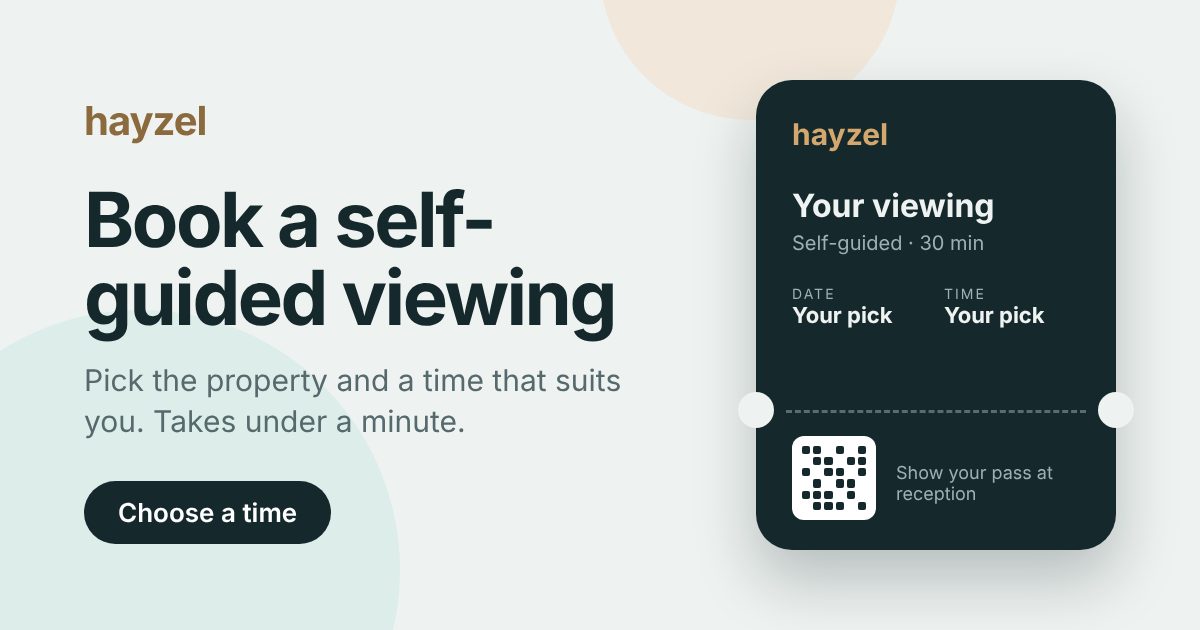 hayzel
Book a self-
guided viewing
Pick the property and a time that suits
you. Takes under a minute.
Choose a time
hayzel
Your viewing
Self-guided · 30 min
DATE TIME
Your pick Your pick
Show your pass at
reception